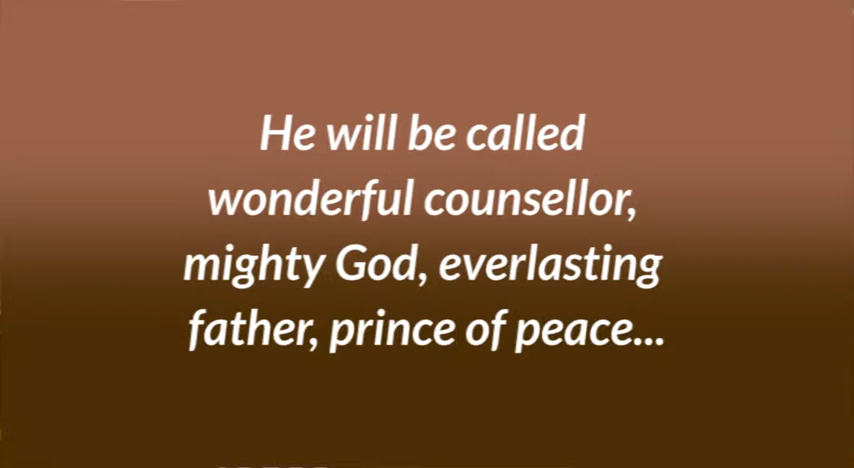 He will be called
wonderful counsellor,
mighty God, everlasting
father, prince of peace...